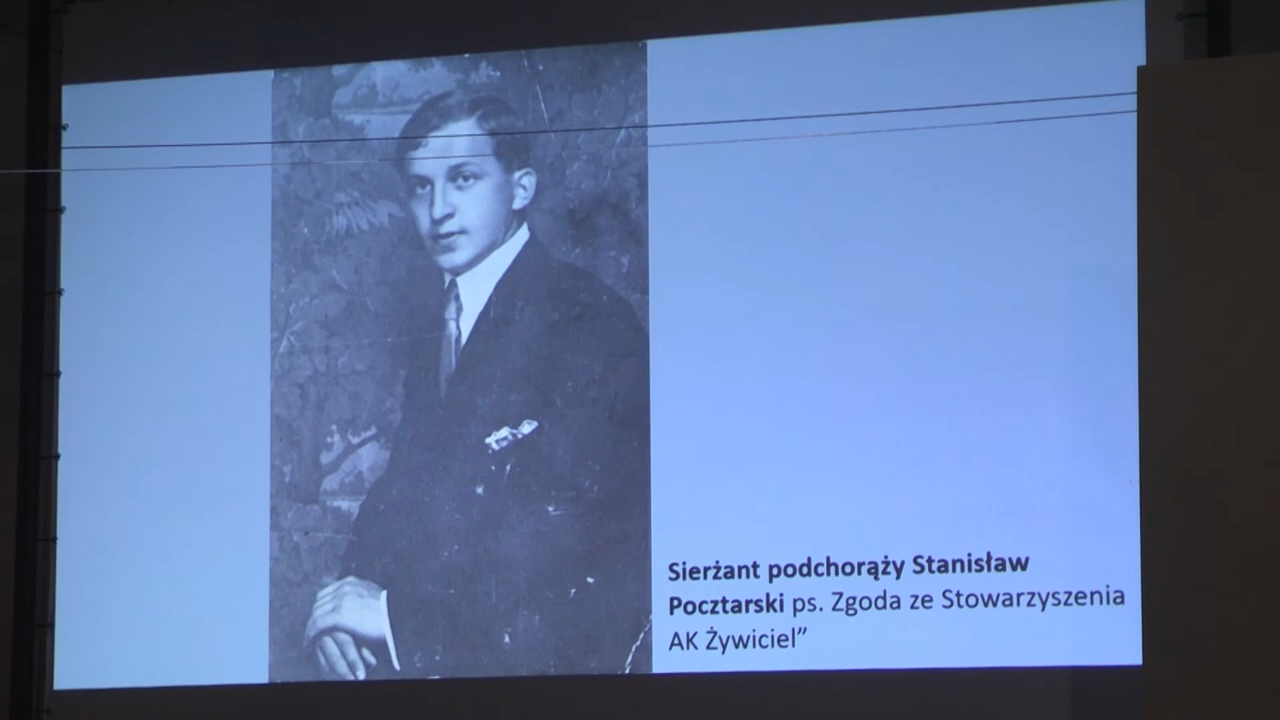 Sierżant podchorąży Stanisław
Pocztarski ps. Zgoda ze Stowarzyszenia
AK Żywiciel”